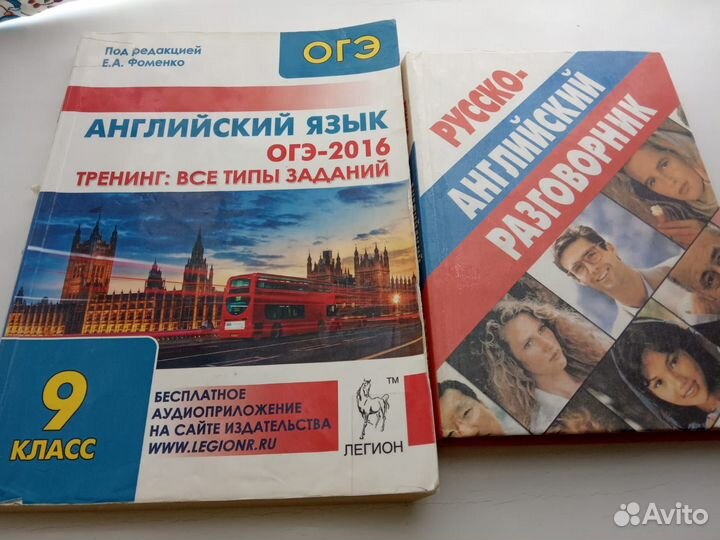 Под редакцией
Е.А. Фоменко
ОГЭ
АНГЛИЙСКИЙ ЯЗЫК
ОГЭ-2016
ТРЕНИНГ: ВСЕ ТИПЫ ЗАДАНИЙ
9
КЛАСС
БЕСПЛАТНОЕ
АУДИОПРИЛОЖЕНИЕ
НА САЙТЕ ИЗДАТЕЛЬСТВА
WWW.LEGIONR.RU
TM
ЛЕГИОН
РУССКО-
АНГЛИЙСКИЙ
РАЗГОВОРНИК
Avito